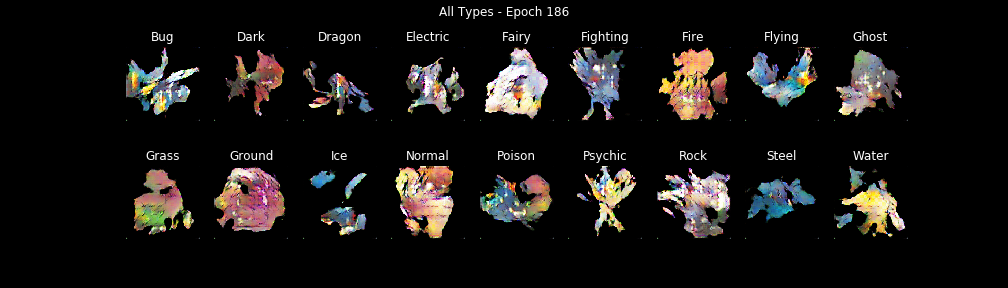 All Types - Epoch 186
Bug Dark Dragon Electric Fairy Fighting Fire Flying Ghost
Grass Ground Ice Normal Poison Psychic Rock Steel Water